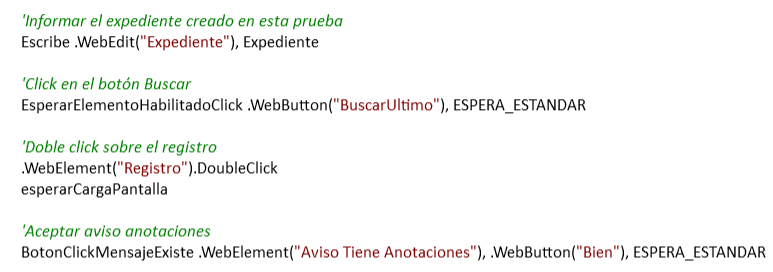 'Informar el expediente creado en esta prueba
Escribe .WebEdit("Expediente"), Expediente
'Click en el botón Buscar
EsperarElementoHabilitadoClick .WebButton("BuscarUltimo"), ESPERA_ESTANDAR
'Doble click sobre el registro
.WebElement("Registro").DoubleClick
esperarCargaPantalla
'Aceptar aviso anotaciones
BotonClickMensajeExiste .WebElement("Aviso Tiene Anotaciones"), .WebButton("Bien"), ESPERA_ESTANDAR